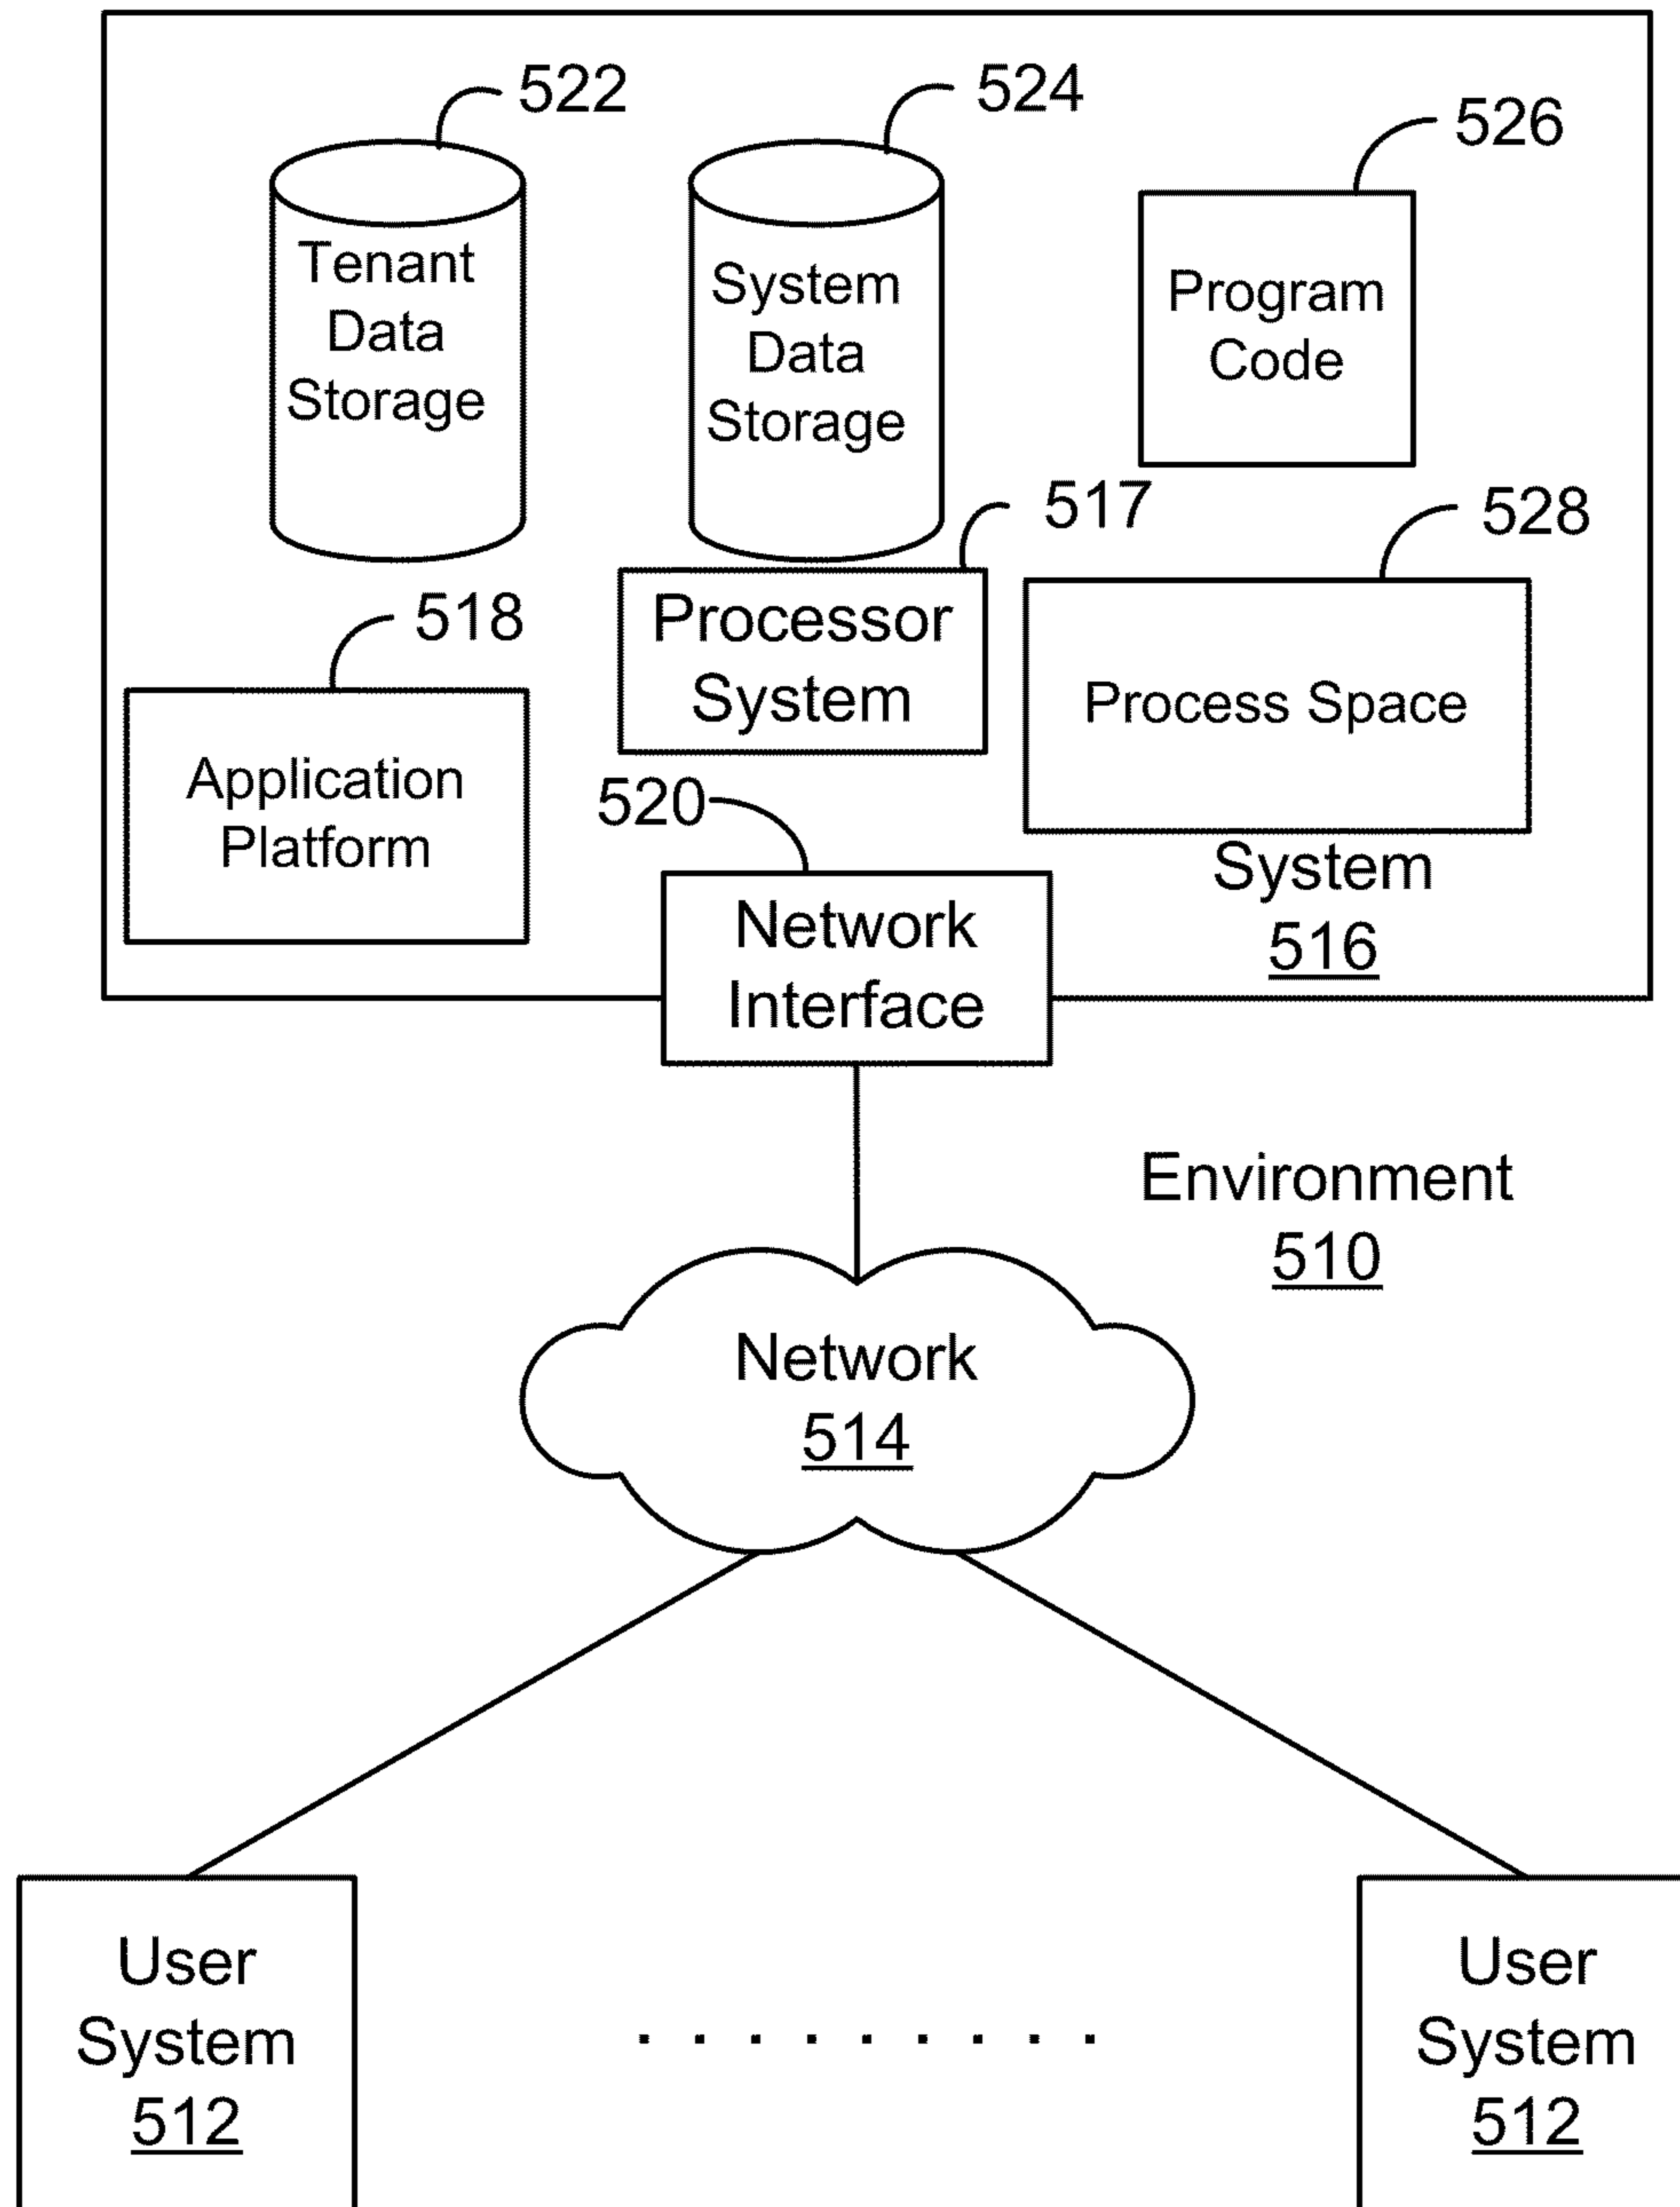 522
Tenant
Data
Storage
524
System
Data
Storage
526
Program
Code
517
Processor
System
528
Process Space
518
Application
Platform
520
Network
Interface
System
516
Environment
510
Network
514
User
System
512
. . . . . . . . .
User
System
512